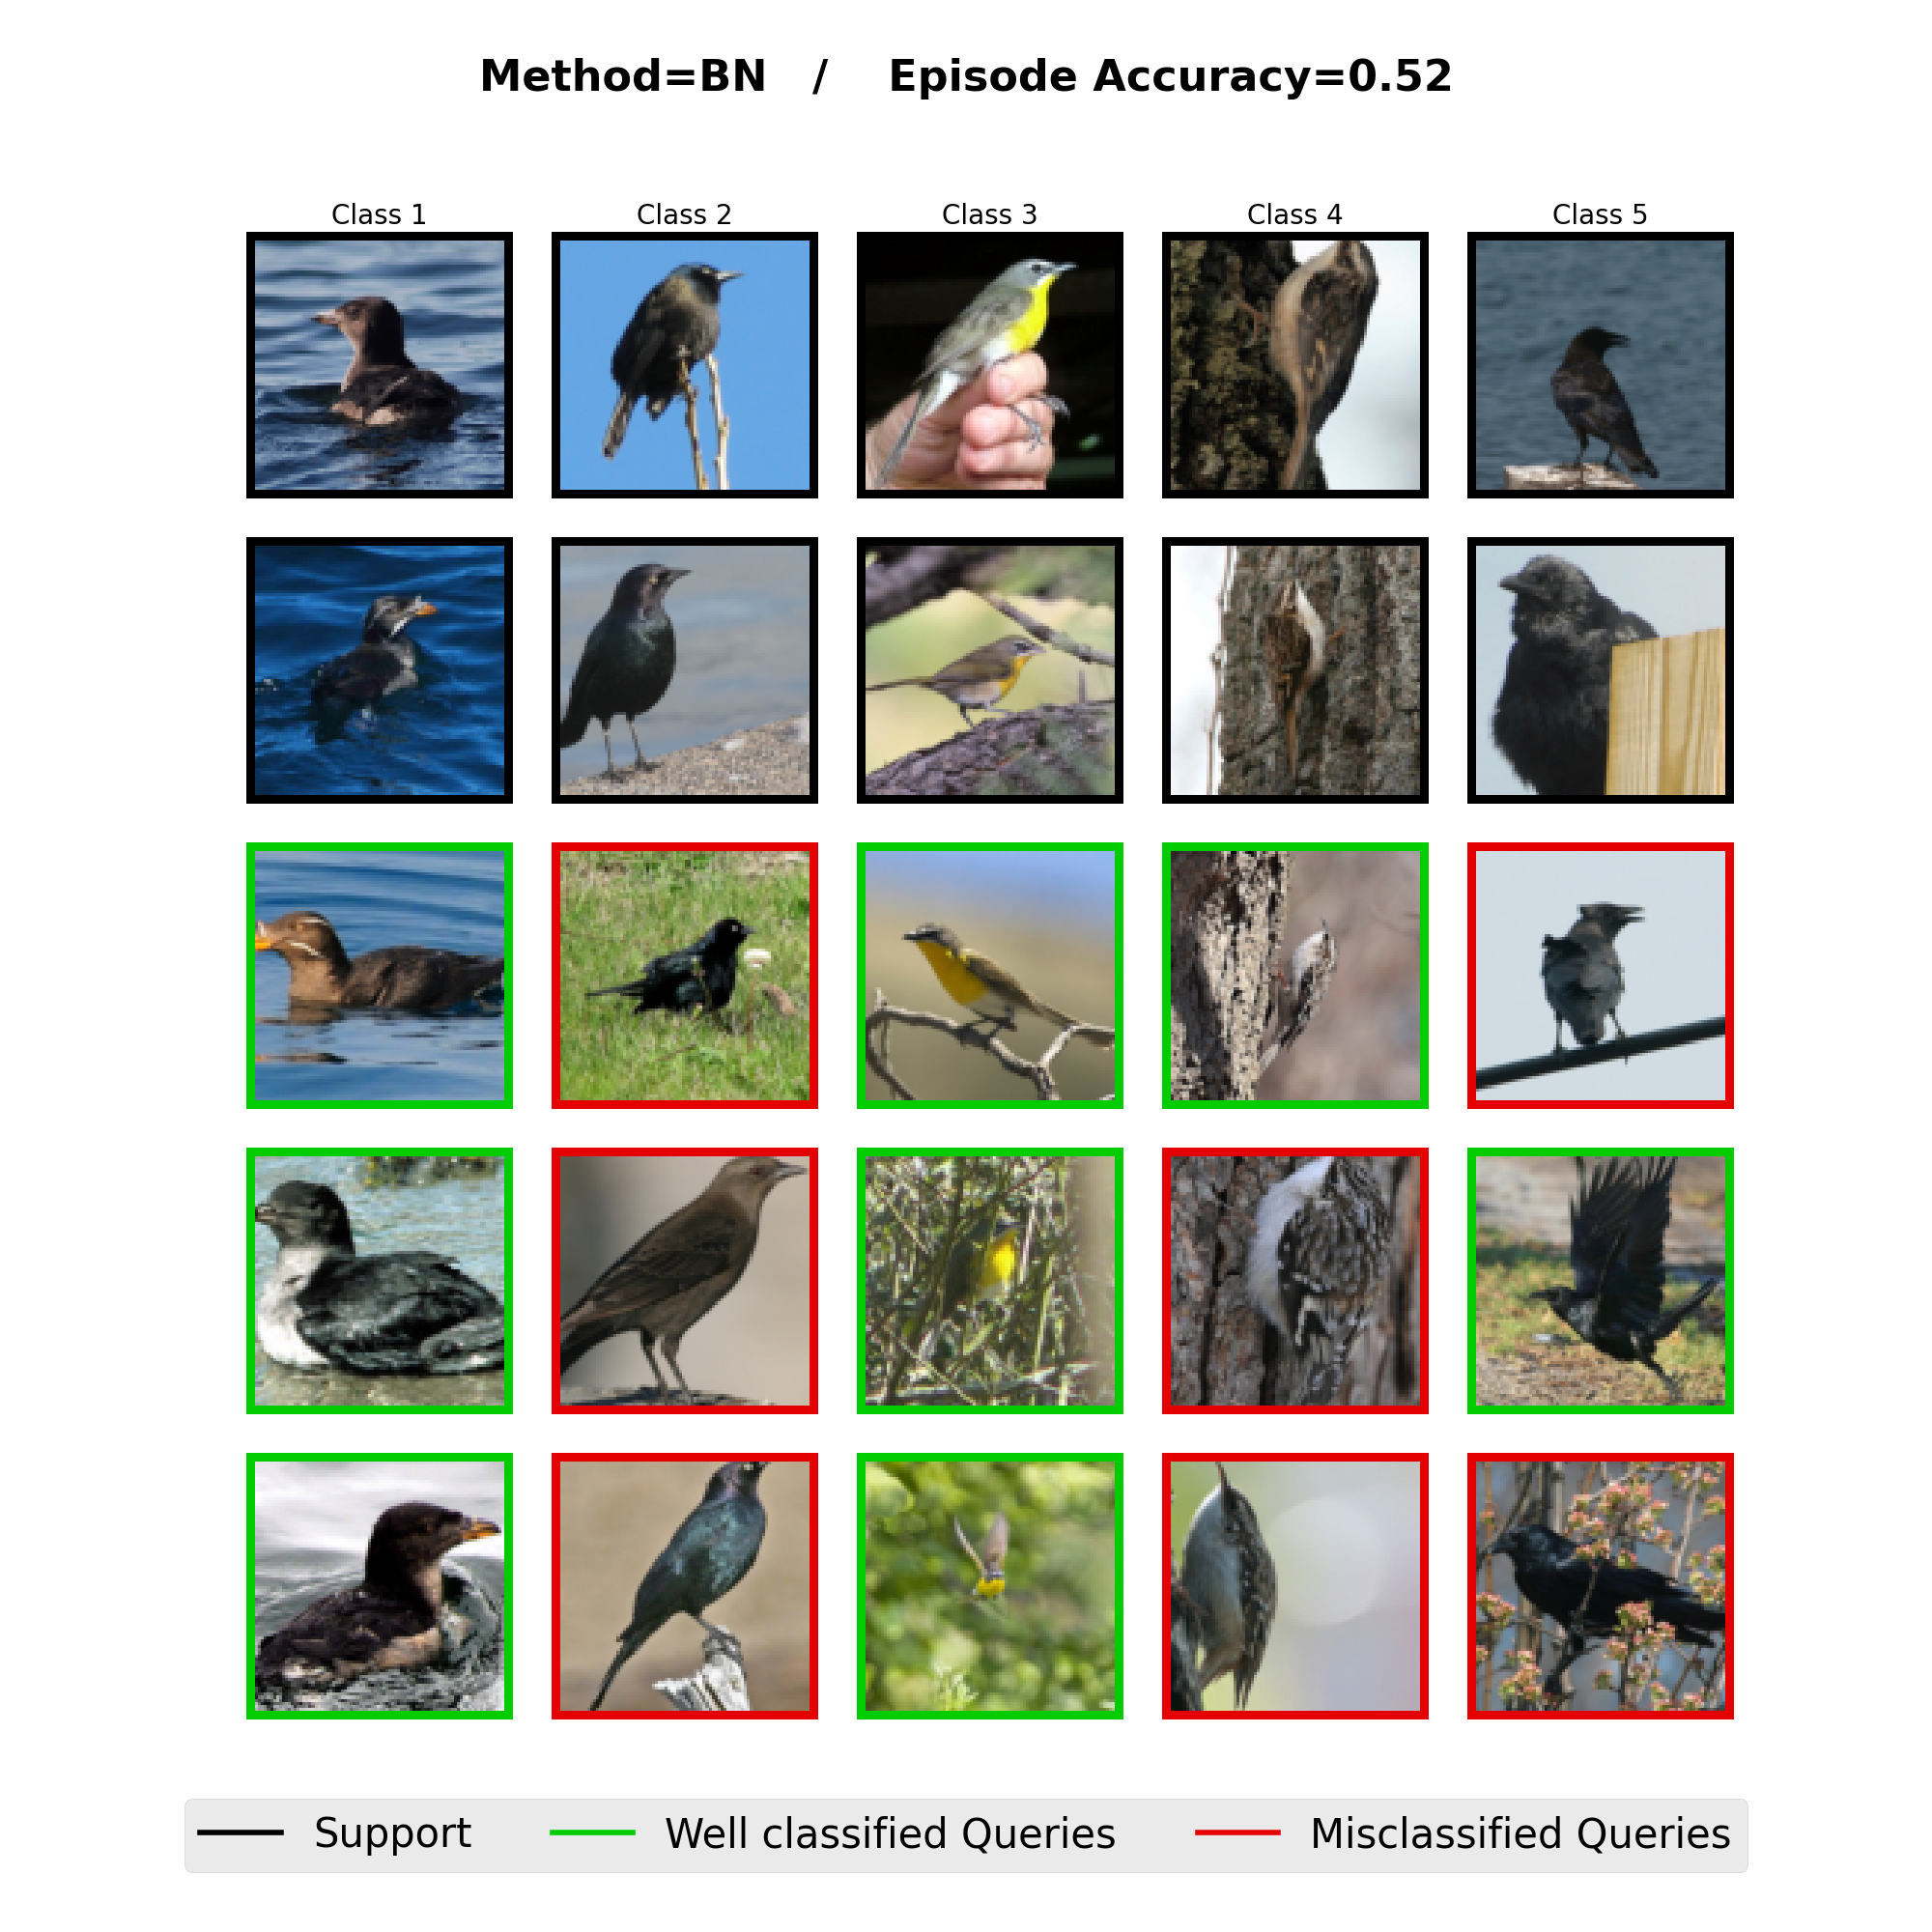 Method=BN / Episode Accuracy=0.52
Class 1 Class 2 Class 3 Class 4 Class 5
Support Well classified Queries Misclassified Queries